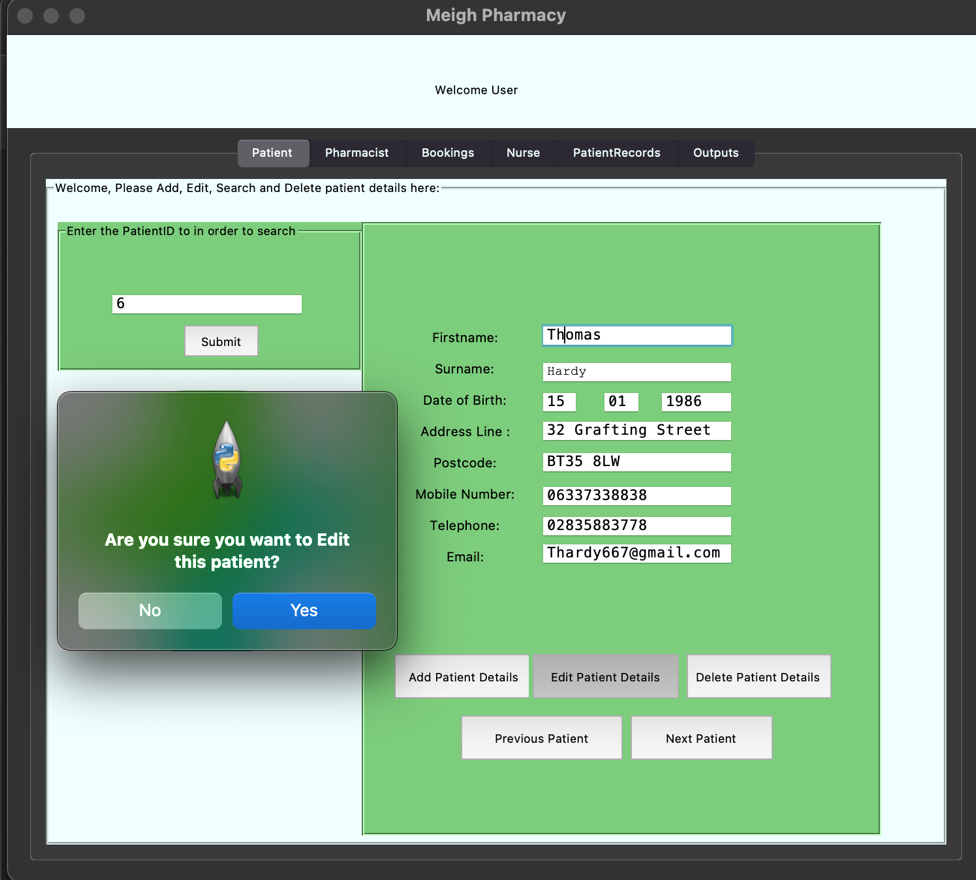 Meigh Pharmacy
Welcome User
Patient Pharmacist Bookings Nurse PatientRecords Outputs
Welcome, Please Add, Edit, Search and Delete patient details here:
Enter the PatientID to in order to search
6
Submit
Firstname: Thomas
Surname: Hardy
Date of Birth: 15 01 1986
Address Line : 32 Grafting Street
Postcode: BT35 8LW
Mobile Number: 06337338838
Telephone: 02835883778
Email: Thardy667@gmail.com
Are you sure you want to Edit
this patient?
No Yes
Add Patient Details Edit Patient Details Delete Patient Details
Previous Patient Next Patient